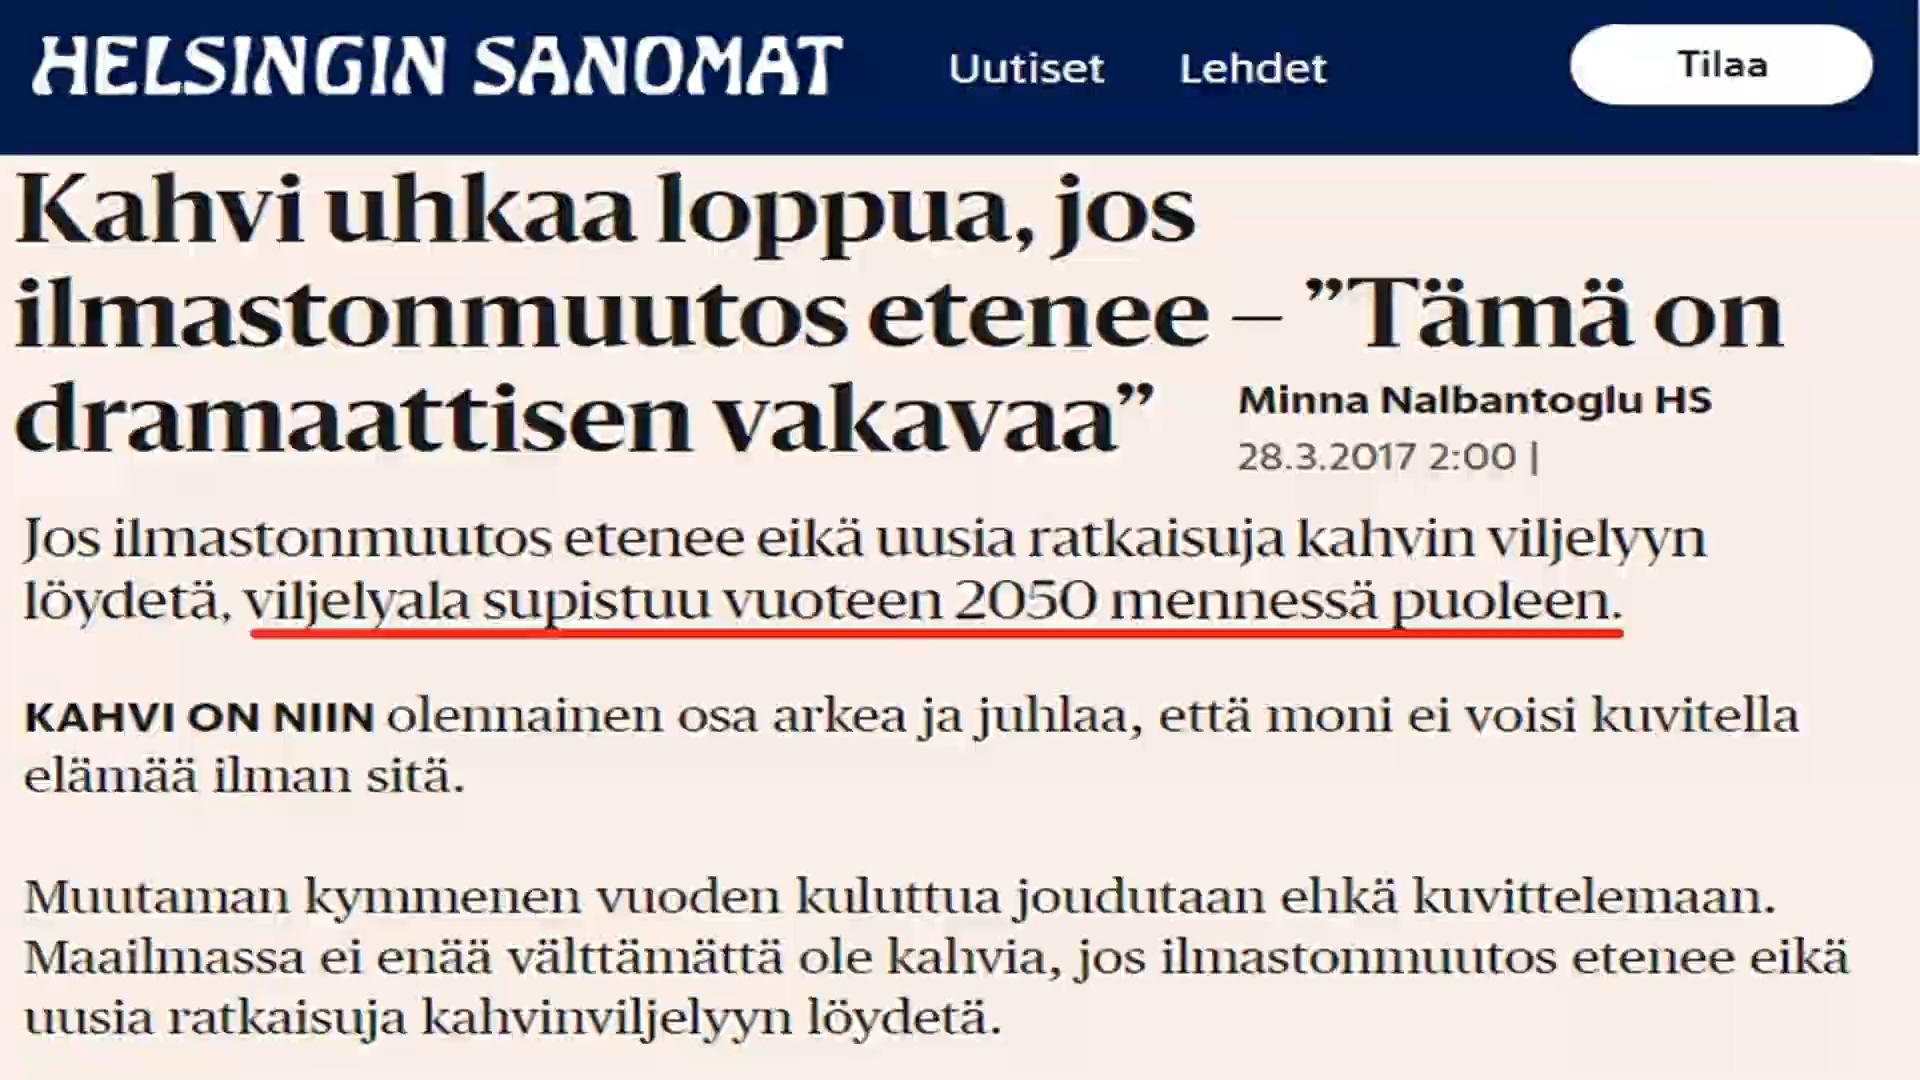 HELSINGIN SANOMAT Uutiset Lehdet Tilaa
Kahvi uhkaa loppua, jos
ilmastonmuutos etenee – ”Tämä on
dramaattisen vakavaa”
Minna Nalbantoglu HS
28.3.2017 2:00 |
Jos ilmastonmuutos etenee eikä uusia ratkaisuja kahvin viljelyyn
löydetä, viljelyala supistuu vuoteen 2050 mennessä puoleen.
KAHVI ON NIIN olennainen osa arkea ja juhlaa, että moni ei voisi kuvitella
elämää ilman sitä.
Muutaman kymmenen vuoden kuluttua joudutaan ehkä kuvittelemaan.
Maailmassa ei enää välttämättä ole kahvia, jos ilmastonmuutos etenee eikä
uusia ratkaisuja kahvinviljelyyn löydetä.